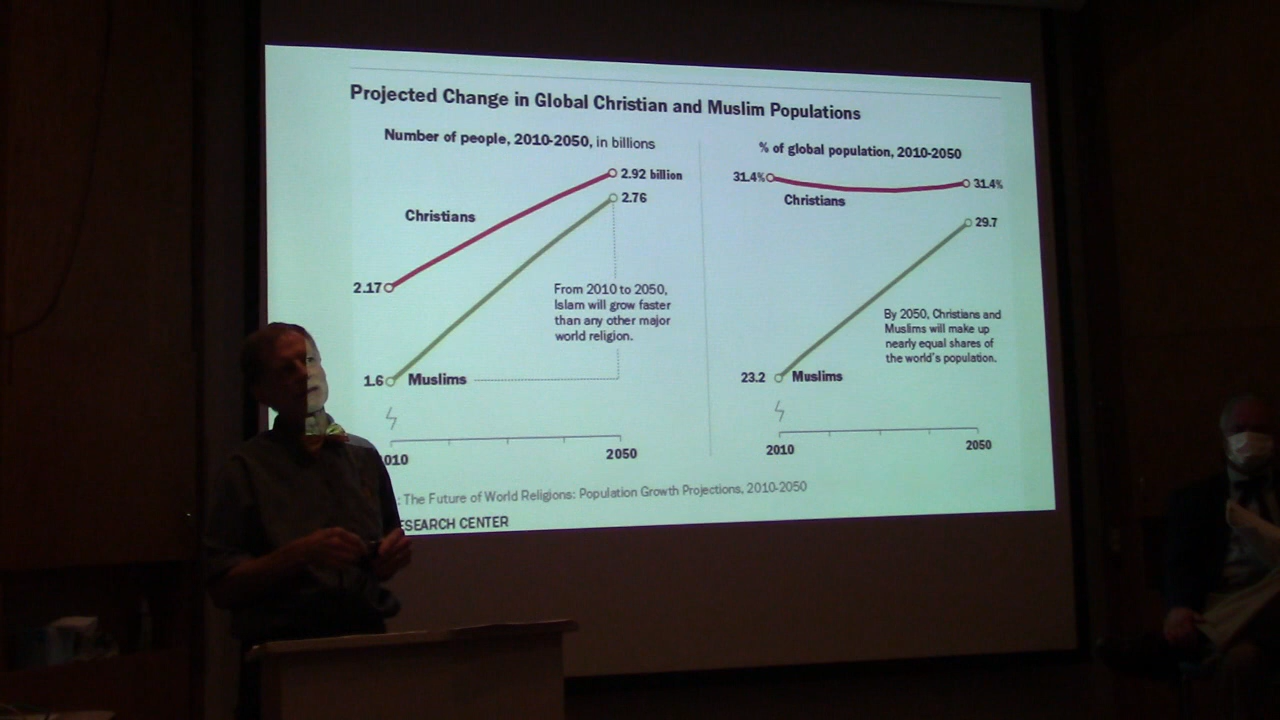 Projected Change in Global Christian and Muslim Populations
Number of people, 2010-2050, in billions
2.92 billion
2.76
Christians
2.17
From 2010 to 2050,
Islam will grow faster
than any other major
world religion.
1.6
Muslims
010
2050
% of global population, 2010-2050
31.4%
31.4%
Christians
29.7
By 2050, Christians and
Muslims will make up
nearly equal shares of
the world's population.
23.2
Muslims
2010
2050
: The Future of World Religions: Population Growth Projections, 2010-2050
ESEARCH CENTER